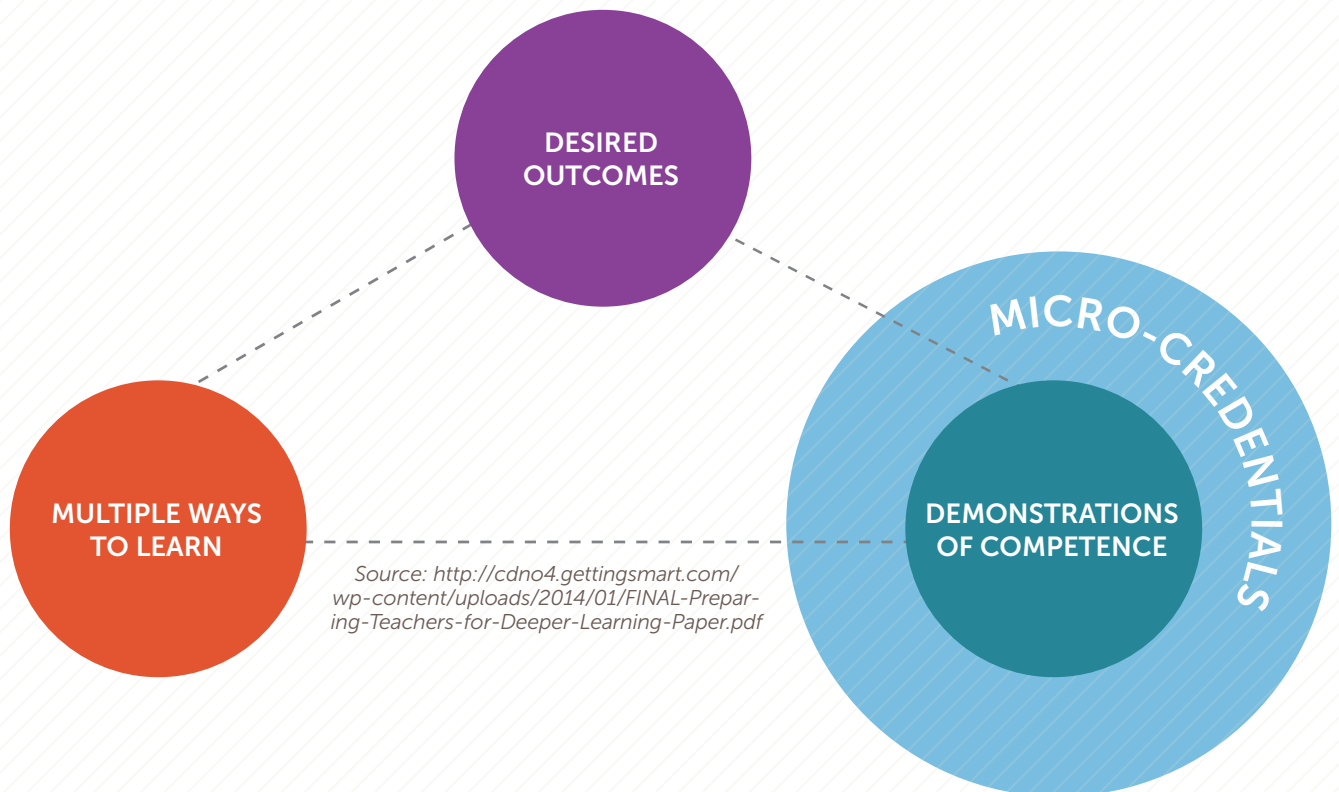 DESIRED
OUTCOMES
MICRO-CREDENTIALS
MULTIPLE WAYS
TO LEARN
DEMONSTRATIONS
OF COMPETENCE
Source: http://cdno4.gettingsmart.com/
wp-content/uploads/2014/01/FINAL-Prepar-
ing-Teachers-for-Deeper-Learning-Paper.pdf